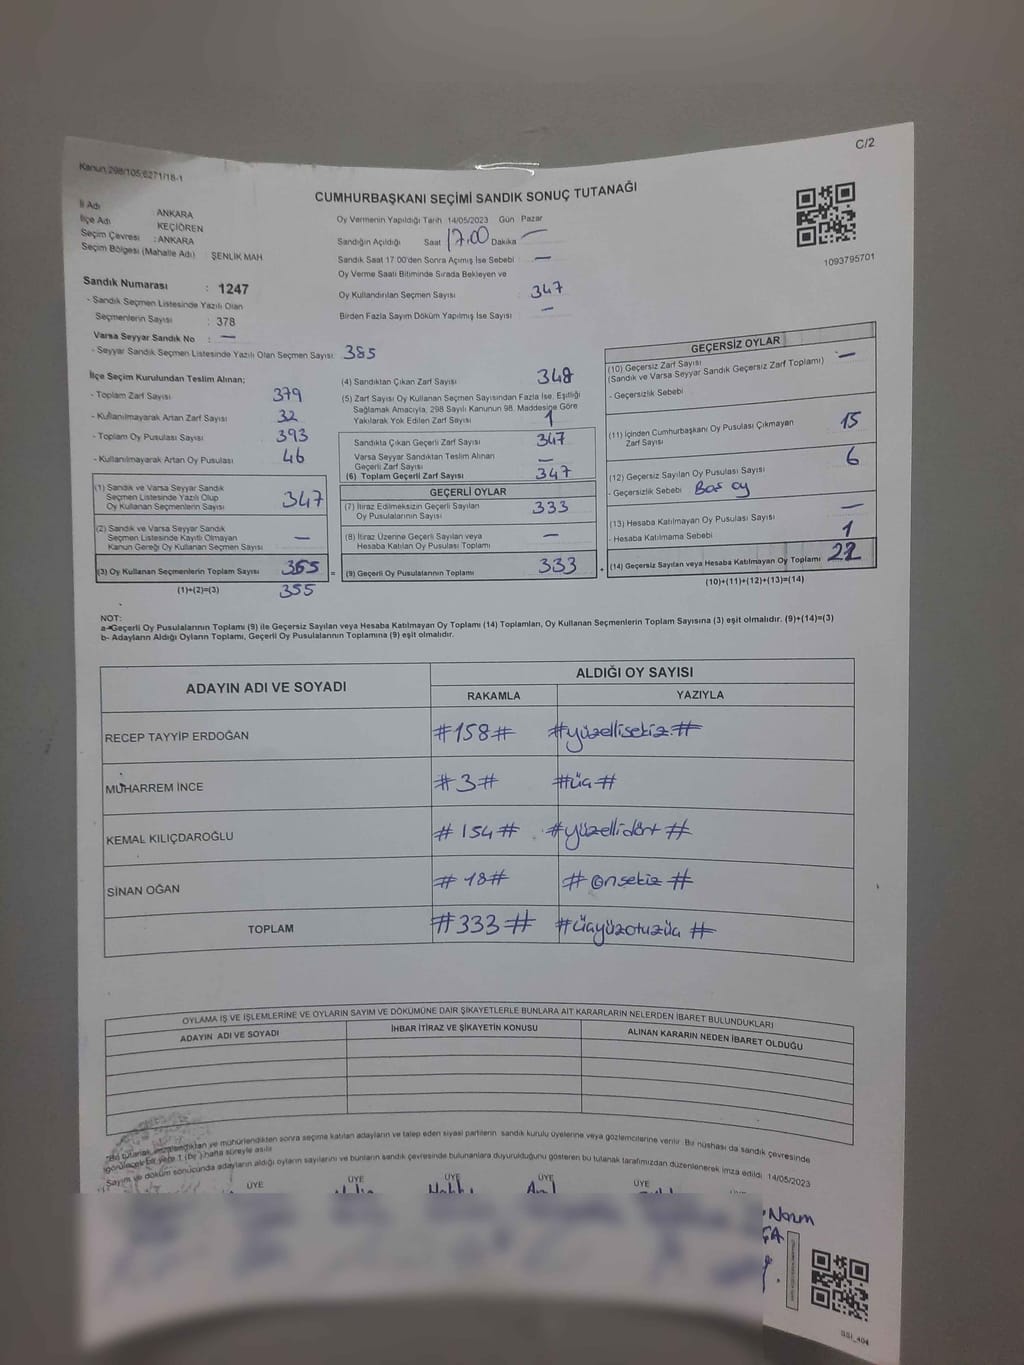 C/2
Kanun:298/105;6271/18-1
CUMHURBAŞKANI SEÇİMİ SANDIK SONUÇ TUTANAĞI
İl Adı ANKARA
İlçe Adı KEÇİÖREN
Seçim Çevresi : ANKARA
Seçim Bölgesi (Mahalle Adı) ŞENLİK MAH
Sandık Numarası : 1247
- Sandık Seçmen Listesinde Yazılı Olan
Seçmenlerin Sayısı : 378
Varsa Seyyar Sandık No : —
- Seyyar Sandık Seçmen Listesinde Yazılı Olan Seçmen Sayısı: 385
Oy Vermenin Yapıldığı Tarih 14/05/2023 Gün Pazar
Sandığın Açıldığı Saat 17.00 Dakika —
Sandık Saat 17:00'den Sonra Açımış İse Sebebi : —
Oy Verme Saati Bitiminde Sırada Bekleyen ve
Oy Kullandırılan Seçmen Sayısı 347
Birden Fazla Sayım Döküm Yapılmış İse Sayısı : —
1093795701
İlçe Seçim Kurulundan Teslim Alınan;
- Toplam Zarf Sayısı 379
- Kullanılmayarak Artan Zarf Sayısı 32
- Toplam Oy Pusulası Sayısı 393
- Kullanılmayarak Artan Oy Pusulası 46
(1) Sandık ve Varsa Seyyar Sandık
Seçmen Listesinde Yazılı Olup
Oy Kullanan Seçmenlerin Sayısı 347
(2) Sandık ve Varsa Seyyar Sandık
Seçmen Listesinde Kayıtlı Olmayan
Kanun Gereği Oy Kullanan Seçmen Sayısı —
(3) Oy Kullanan Seçmenlerin Toplam Sayısı 355 =
(1)+(2)=(3) 355
(4) Sandıktan Çıkan Zarf Sayısı 348
(5) Zarf Sayısı Oy Kullanan Seçmen Sayısından Fazla İse, Eşitliği
Sağlamak Amacıyla, 298 Sayılı Kanunun 98. Maddesine Göre
Yakılarak Yok Edilen Zarf Sayısı 1
Sandıkta Çıkan Geçerli Zarf Sayısı 347
Varsa Seyyar Sandıktan Teslim Alınan
Geçerli Zarf Sayısı —
(6) Toplam Geçerli Zarf Sayısı 347
GEÇERLİ OYLAR
(7) İtiraz Edilmeksizin Geçerli Sayılan
Oy Pusulalarının Sayısı 333
(8) İtiraz Üzerine Geçerli Sayılan veya
Hesaba Katılan Oy Pusulası Toplamı —
(9) Geçerli Oy Pusulalarının Toplamı 333 +
GEÇERSİZ OYLAR
(10) Geçersiz Zarf Sayısı
(Sandık ve Varsa Seyyar Sandık Geçersiz Zarf Toplamı) —
- Geçersizlik Sebebi
(11) İçinden Cumhurbaşkanı Oy Pusulası Çıkmayan
Zarf Sayısı 15
(12) Geçersiz Sayılan Oy Pusulası Sayısı 6
- Geçersizlik Sebebi Boş oy
(13) Hesaba Katılmayan Oy Pusulası Sayısı —
- Hesaba Katılmama Sebebi 1
(14) Geçersiz Sayılan veya Hesaba Katılmayan Oy Toplamı 22
(10)+(11)+(12)+(13)=(14)
NOT:
a-Geçerli Oy Pusulalarının Toplamı (9) ile Geçersiz Sayılan veya Hesaba Katılmayan Oy Toplamı (14) Toplamları, Oy Kullanan Seçmenlerin Toplam Sayısına (3) eşit olmalıdır. (9)+(14)=(3)
b- Adayların Aldığı Oyların Toplamı, Geçerli Oy Pusulalarının Toplamına (9) eşit olmalıdır.
ADAYIN ADI VE SOYADI ALDIĞI OY SAYISI
RAKAMLA YAZIYLA
RECEP TAYYİP ERDOĞAN #158# #yüzellisekiz#
MUHARREM İNCE #3# #üç#
KEMAL KILIÇDAROĞLU #154# #yüzellidört#
SİNAN OĞAN #18# #onsekiz#
TOPLAM #333# #üçyüzotuzüç#
OYLAMA İŞ VE İŞLEMLERİNE VE OYLARIN SAYIM VE DÖKÜMÜNE DAİR ŞİKAYETLERLE BUNLARA AİT KARARLARIN NELERDEN İBARET BULUNDUKLARI
ADAYIN ADI VE SOYADI İHBAR İTİRAZ VE ŞİKAYETİN KONUSU ALINAN KARARIN NEDEN İBARET OLDUĞU
*Bu tutanak imzalandıktan ve mühürlendikten sonra seçime katılan adayların ve talep eden siyasi partilerin sandık kurulu üyelerine veya gözlemcilerine verilir. Bir nüshası da sandık çevresinde
görülecek bir yere 1 (bir) hafta süreyle asılır
Sayım ve döküm sonucunda adayların aldığı oyların sayılarını ve bunların sandık çevresinde bulunanlara duyurulduğunu gösteren bu tutanak tarafımızdan düzenlenerek imza edildi 14/05/2023
ÜYE ÜYE ÜYE ÜYE ÜYE